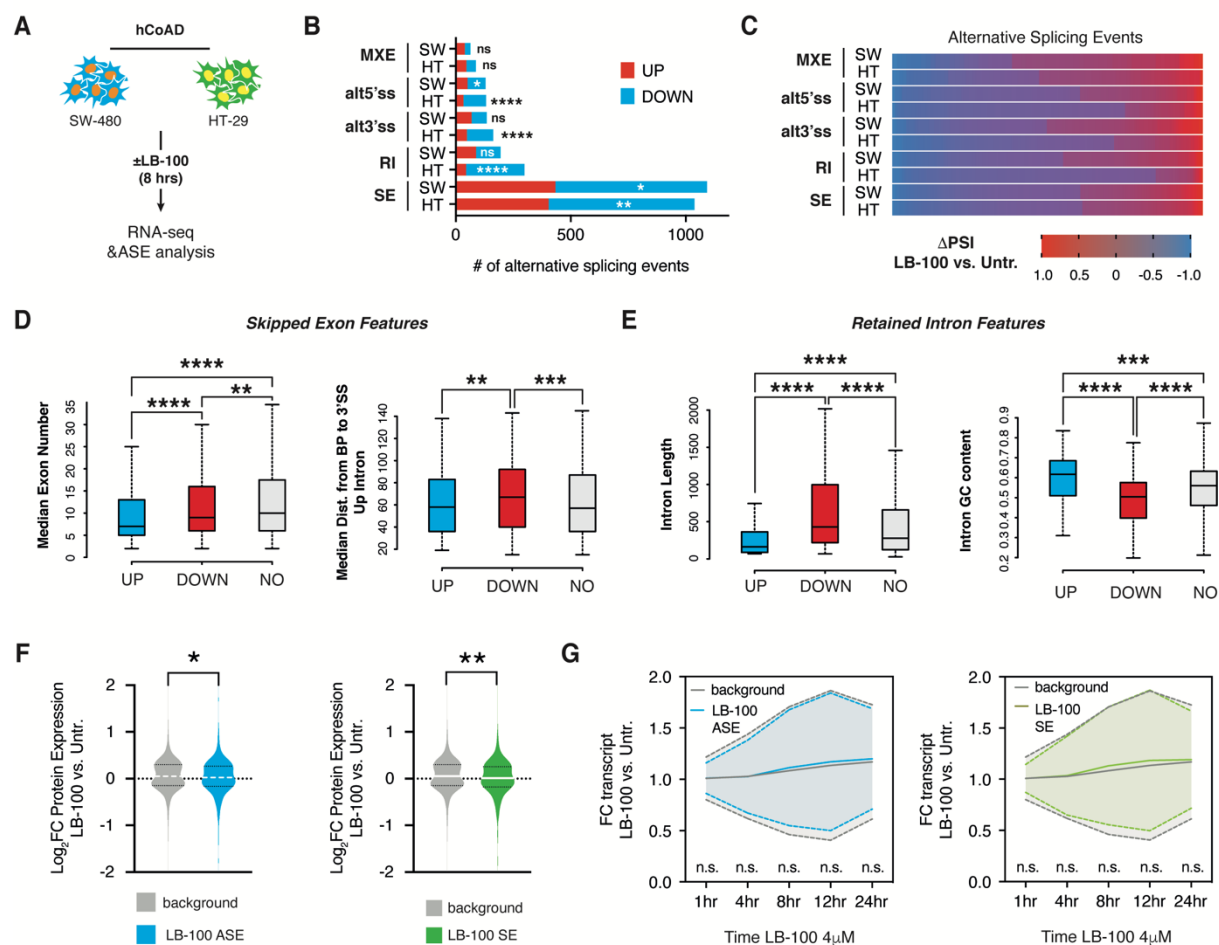 A
hCoAD
SW-480
HT-29
±LB-100
(8 hrs)
RNA-seq
&ASE analysis
B
MXE
SW
ns
HT
ns
alt5'ss
SW
*
HT
****
alt3'ss
SW
ns
HT
****
RI
SW
ns
HT
****
SE
SW
*
HT
**
UP
DOWN
0
500
1000
# of alternative splicing events
C
Alternative Splicing Events
MXE
SW
HT
alt5'ss
SW
HT
alt3'ss
SW
HT
RI
SW
HT
SE
SW
HT
ΔPSI
LB-100 vs. Untr.
1.0 0.5 0 -0.5 -1.0
D
Skipped Exon Features
Median Exon Number
0 5 10 15 20 25 30 35
****
**** **
UP DOWN NO
Median Dist. from BP to 3'SS
Up Intron
20 40 60 80 100 120 140
** ***
UP DOWN NO
E
Retained Intron Features
Intron Length
0 500 1000 1500 2000
****
**** ****
UP DOWN NO
Intron GC content
0.2 0.3 0.4 0.5 0.6 0.7 0.8 0.9
***
**** ****
UP DOWN NO
F
Log2FC Protein Expression
LB-100 vs. Untr.
2
1
0
-1
-2
*
background
LB-100 ASE
Log2FC Protein Expression
LB-100 vs. Untr.
2
1
0
-1
-2
**
background
LB-100 SE
G
FC transcript
LB-100 vs. Untr.
2.0
1.5
1.0
0.5
0.0
background
LB-100
ASE
n.s. n.s. n.s. n.s. n.s.
1hr 4hr 8hr 12hr 24hr
Time LB-100 4μM
FC transcript
LB-100 vs. Untr.
2.0
1.5
1.0
0.5
0.0
background
LB-100
SE
n.s. n.s. n.s. n.s. n.s.
1hr 4hr 8hr 12hr 24hr
Time LB-100 4μM